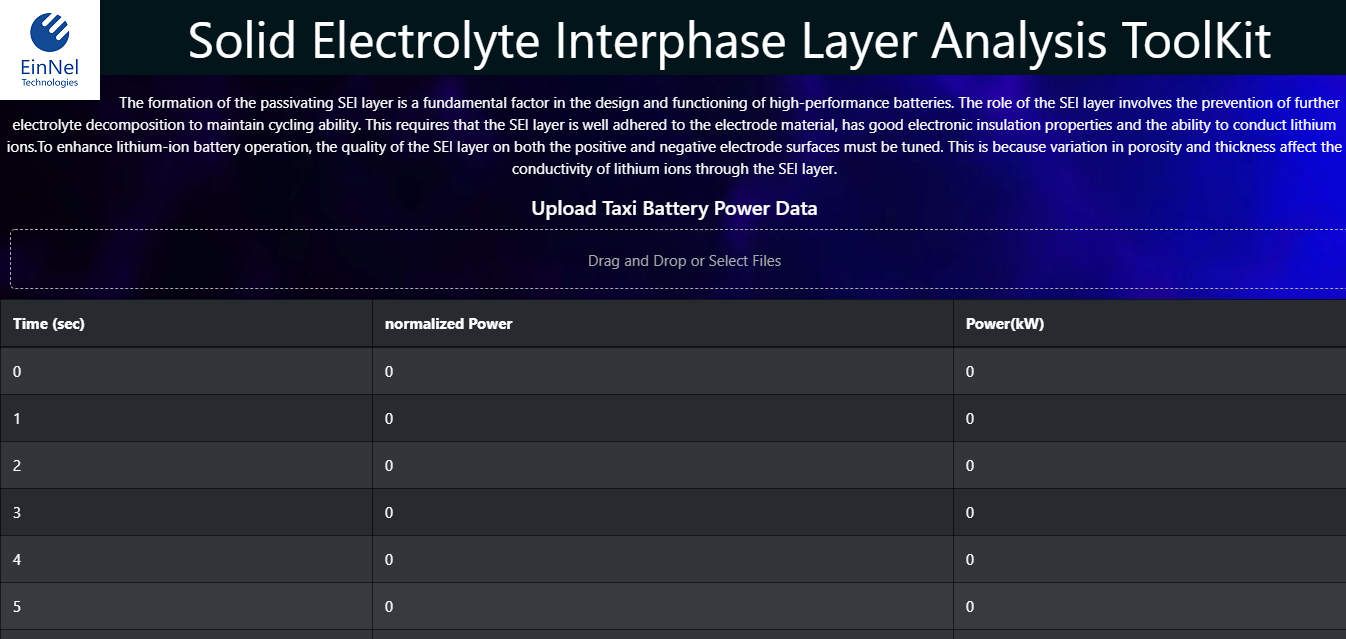 EinNel
Technologies
Solid Electrolyte Interphase Layer Analysis ToolKit
The formation of the passivating SEI layer is a fundamental factor in the design and functioning of high-performance batteries. The role of the SEI layer involves the prevention of further
electrolyte decomposition to maintain cycling ability. This requires that the SEI layer is well adhered to the electrode material, has good electronic insulation properties and the ability to conduct lithium
ions.To enhance lithium-ion battery operation, the quality of the SEI layer on both the positive and negative electrode surfaces must be tuned. This is because variation in porosity and thickness affect the
conductivity of lithium ions through the SEI layer.
Upload Taxi Battery Power Data
Drag and Drop or Select Files
Time (sec) normalized Power Power(kW)
0 0 0
1 0 0
2 0 0
3 0 0
4 0 0
5 0 0